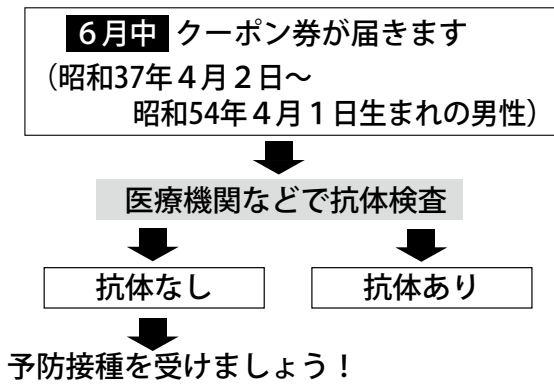 ６月中 クーポン券が届きます
（昭和37年４月２日～
昭和54年４月１日生まれの男性）
医療機関などで抗体検査
抗体なし 抗体あり
予防接種を受けましょう！